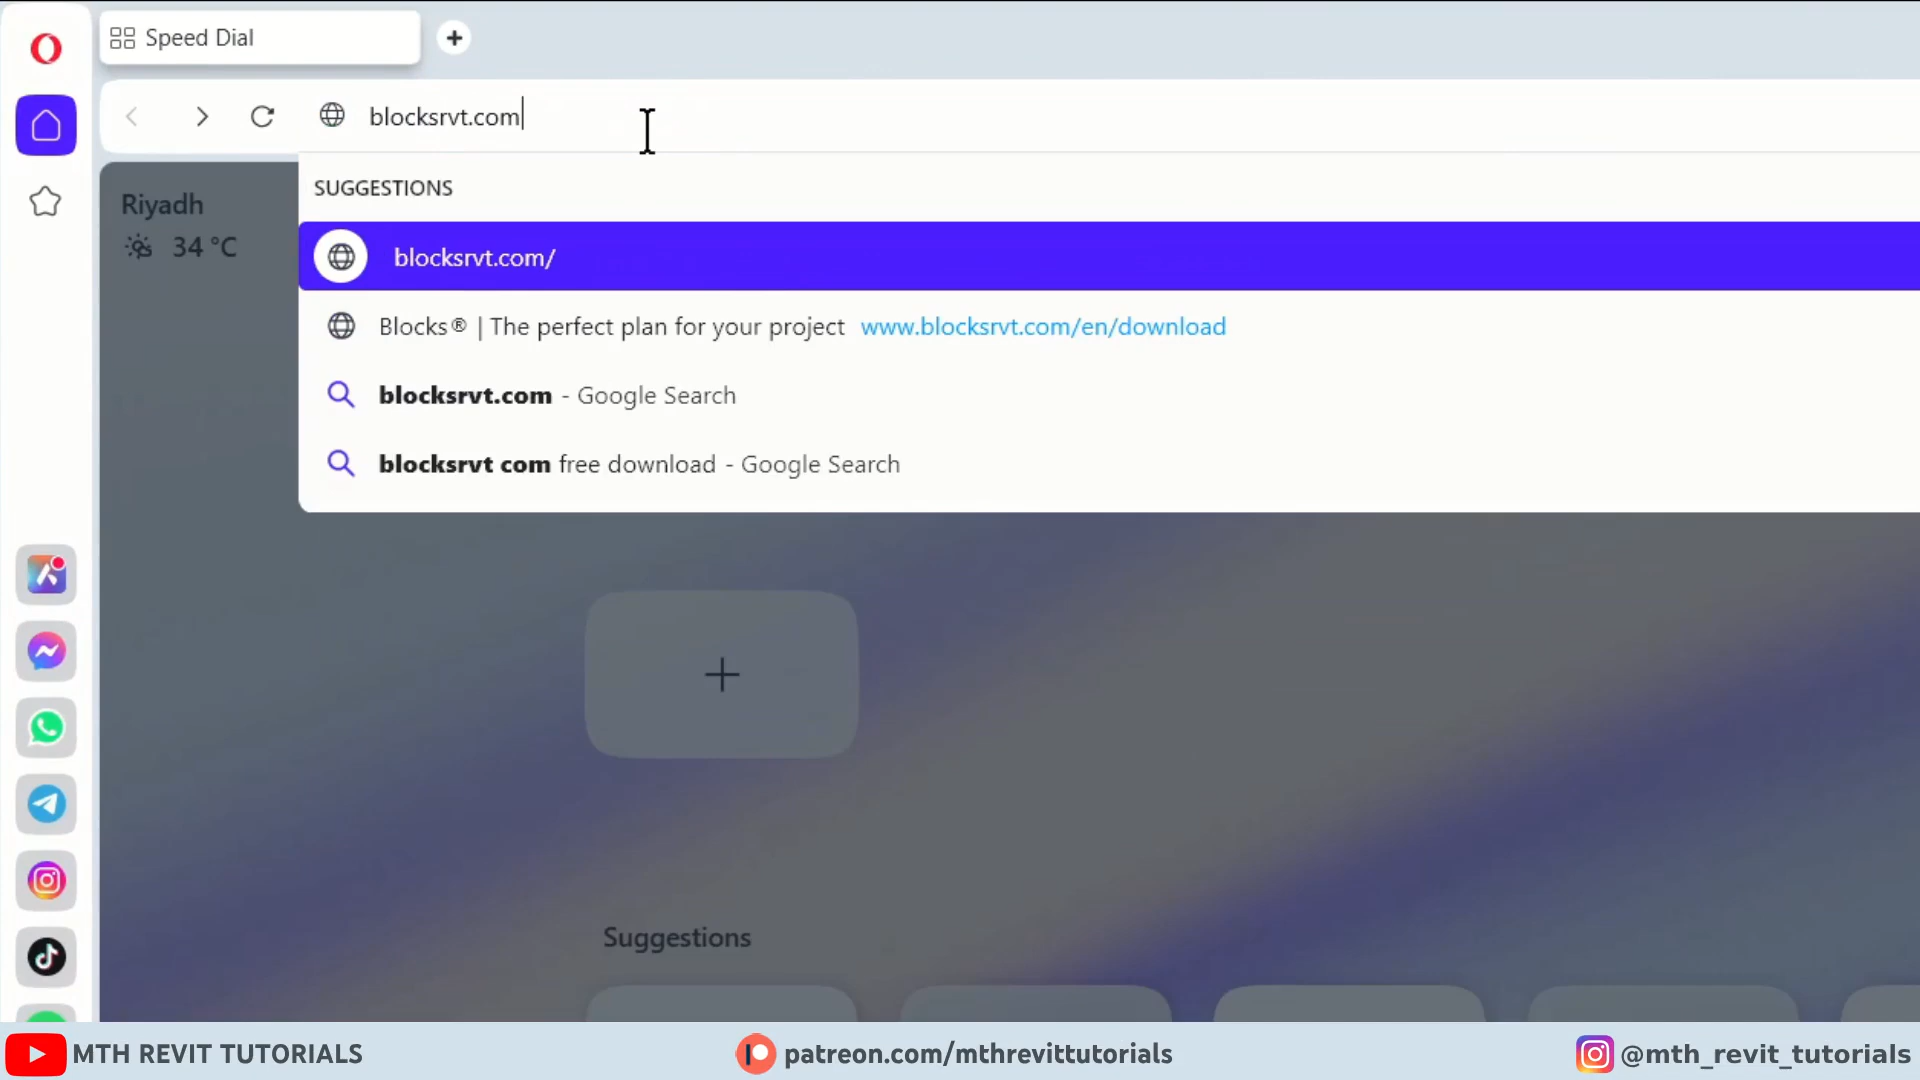 Speed Dial
blocksrvt.com
SUGGESTIONS
Riyadh
34 °C
blocksrvt.com/
Blocks® | The perfect plan for your project www.blocksrvt.com/en/download
blocksrvt.com - Google Search
blocksrvt com free download - Google Search
Suggestions
MTH REVIT TUTORIALS
patreon.com/mthrevittutorials
@mth_revit_tutorials